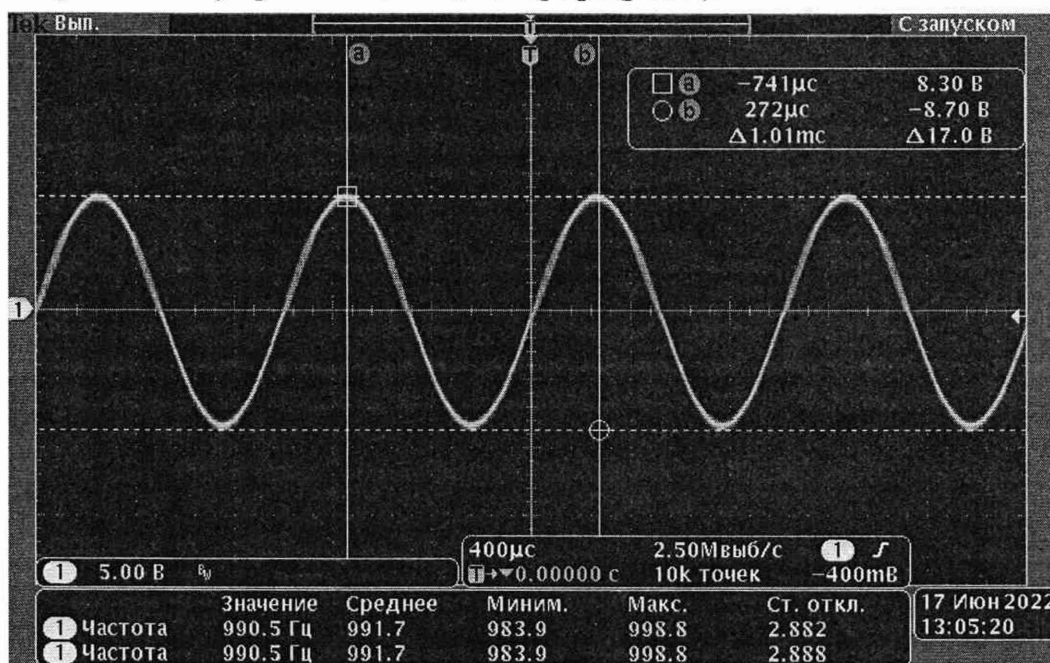 Tek Вып. С запуском
a T b
a −741µс 8.30 В
b 272µс −8.70 В
Δ1.01mс Δ17.0 В
1
1 5.00 В BW
400µс 2.50Мвыб/с 1
T→▼0.00000 с 10k точек −400mВ
Значение Среднее Миним. Макс. Ст. откл.
1 Частота 990.5 Гц 991.7 983.9 998.8 2.882
1 Частота 990.5 Гц 991.7 983.9 998.8 2.888
17 Июн 2022
13:05:20